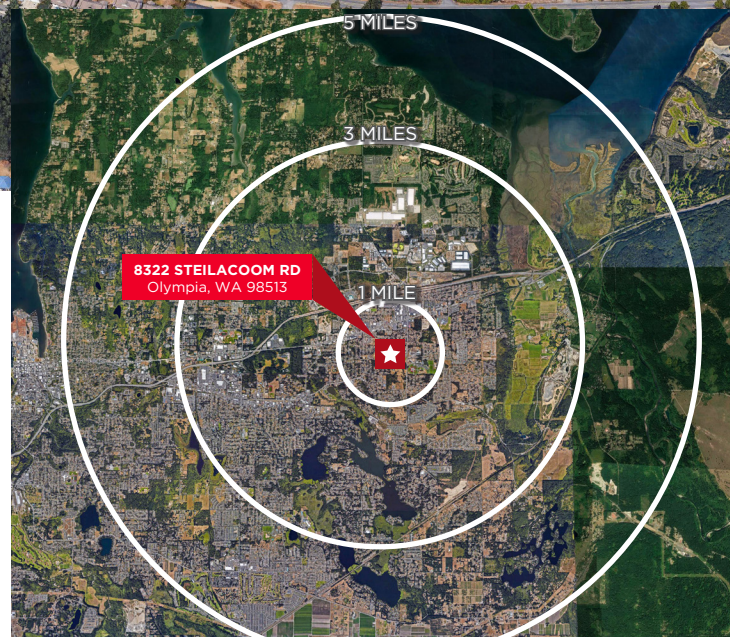 5 MILES
3 MILES
8322 STEILACOOM RD
Olympia, WA 98513
1 MILE